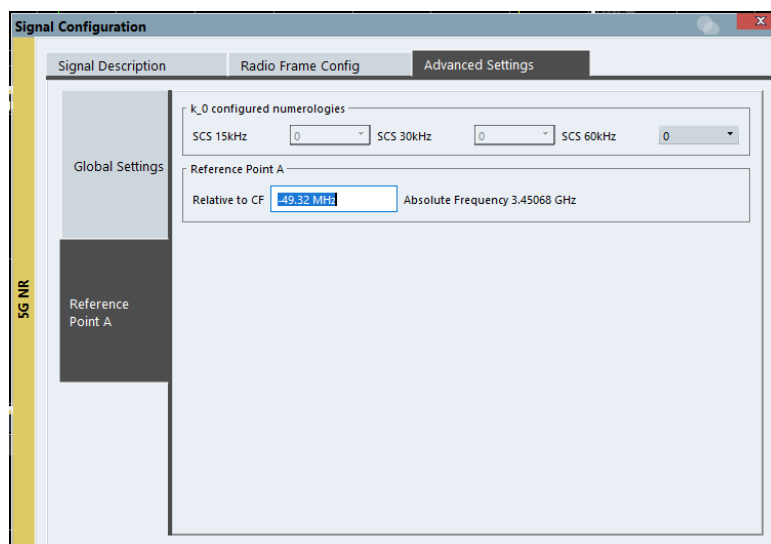 Signal Configuration
x
Signal Description Radio Frame Config Advanced Settings
5G NR
Global Settings
Reference
Point A
k_0 configured numerologies
SCS 15kHz 0 SCS 30kHz 0 SCS 60kHz 0
Reference Point A
Relative to CF -49.32 MHz Absolute Frequency 3.45068 GHz